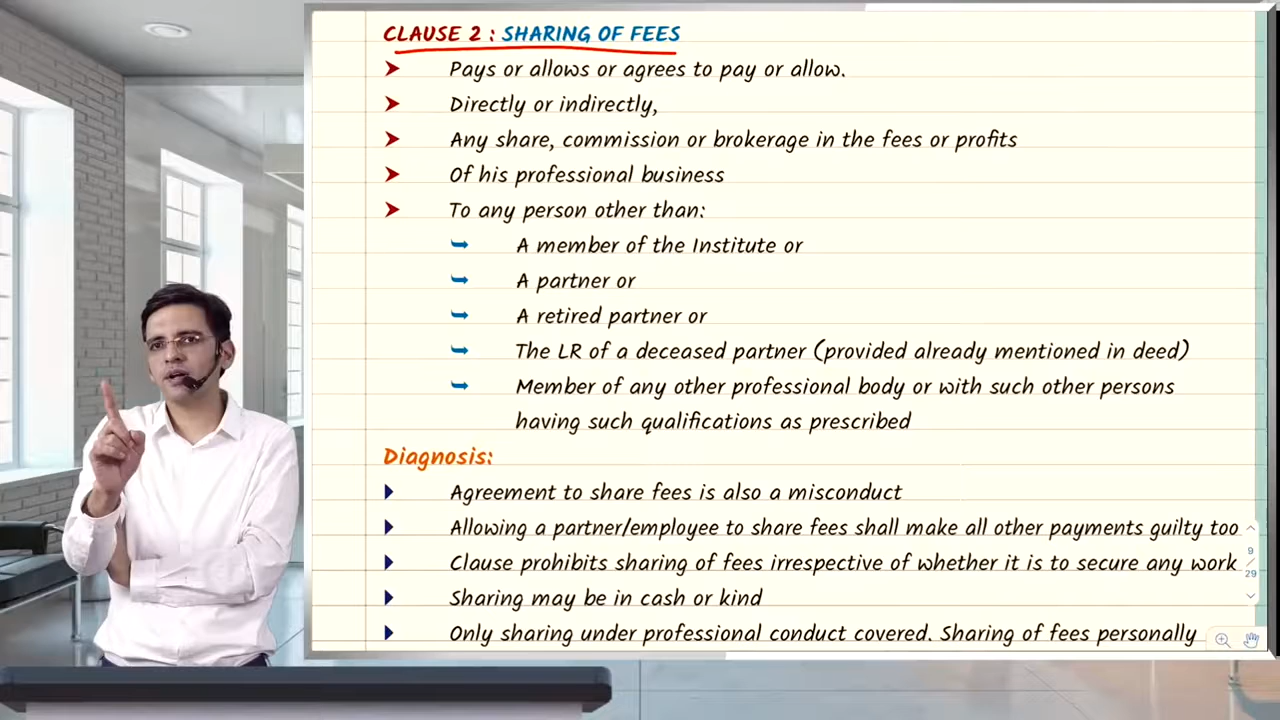 CLAUSE 2 : SHARING OF FEES
Pays or allows or agrees to pay or allow.
Directly or indirectly,
Any share, commission or brokerage in the fees or profits
Of his professional business
To any person other than:
A member of the Institute or
A partner or
A retired partner or
The LR of a deceased partner (provided already mentioned in deed)
Member of any other professional body or with such other persons
having such qualifications as prescribed
Diagnosis:
Agreement to share fees is also a misconduct
Allowing a partner/employee to share fees shall make all other payments guilty too
Clause prohibits sharing of fees irrespective of whether it is to secure any work
Sharing may be in cash or kind
Only sharing under professional conduct covered. Sharing of fees personally
9
/
29